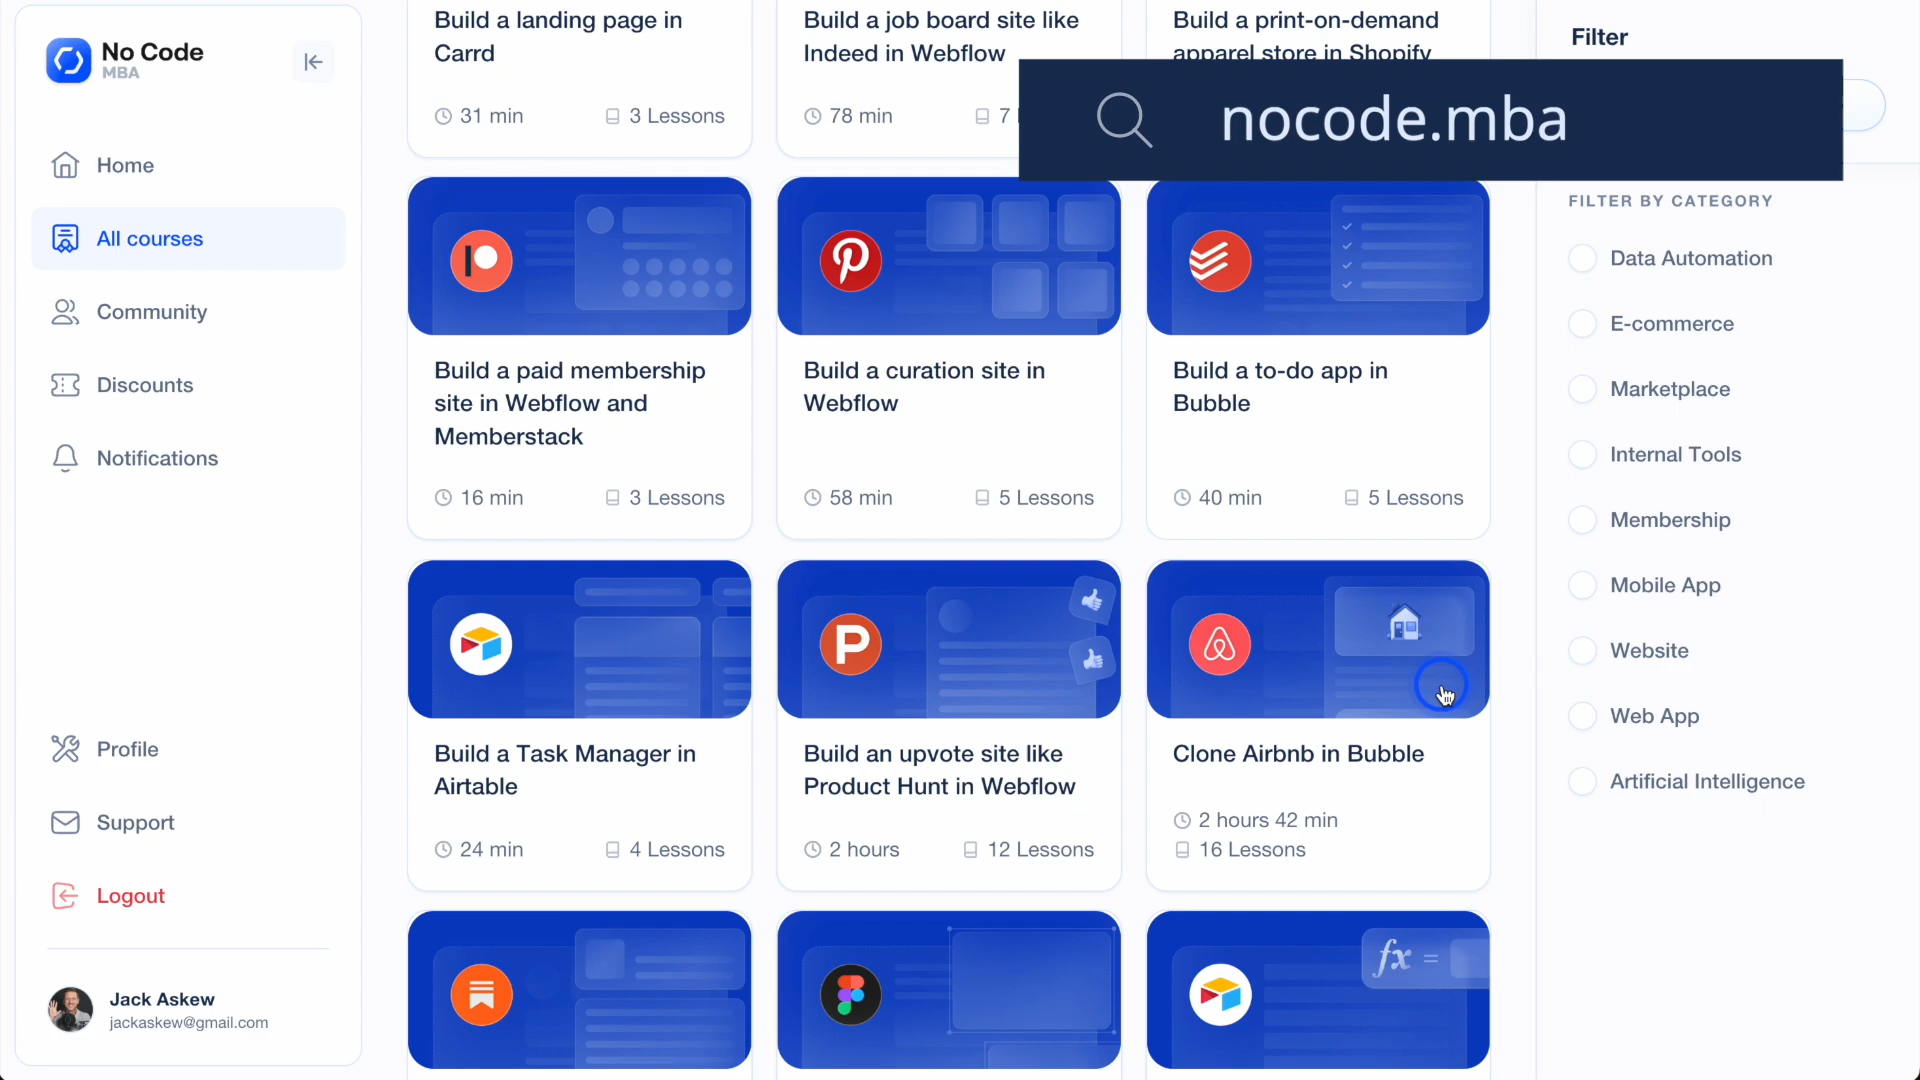 No Code
MBA
Home
All courses
Community
Discounts
Notifications
Profile
Support
Logout
Jack Askew
jackaskew@gmail.com
Build a landing page in
Carrd
31 min
3 Lessons
Build a job board site like
Indeed in Webflow
78 min
7
Build a print-on-demand
apparel store in Shopify
nocode.mba
Build a paid membership
site in Webflow and
Memberstack
16 min
3 Lessons
Build a curation site in
Webflow
58 min
5 Lessons
Build a to-do app in
Bubble
40 min
5 Lessons
Build a Task Manager in
Airtable
24 min
4 Lessons
Build an upvote site like
Product Hunt in Webflow
2 hours
12 Lessons
Clone Airbnb in Bubble
2 hours 42 min
16 Lessons
fx =
Filter
FILTER BY CATEGORY
Data Automation
E-commerce
Marketplace
Internal Tools
Membership
Mobile App
Website
Web App
Artificial Intelligence